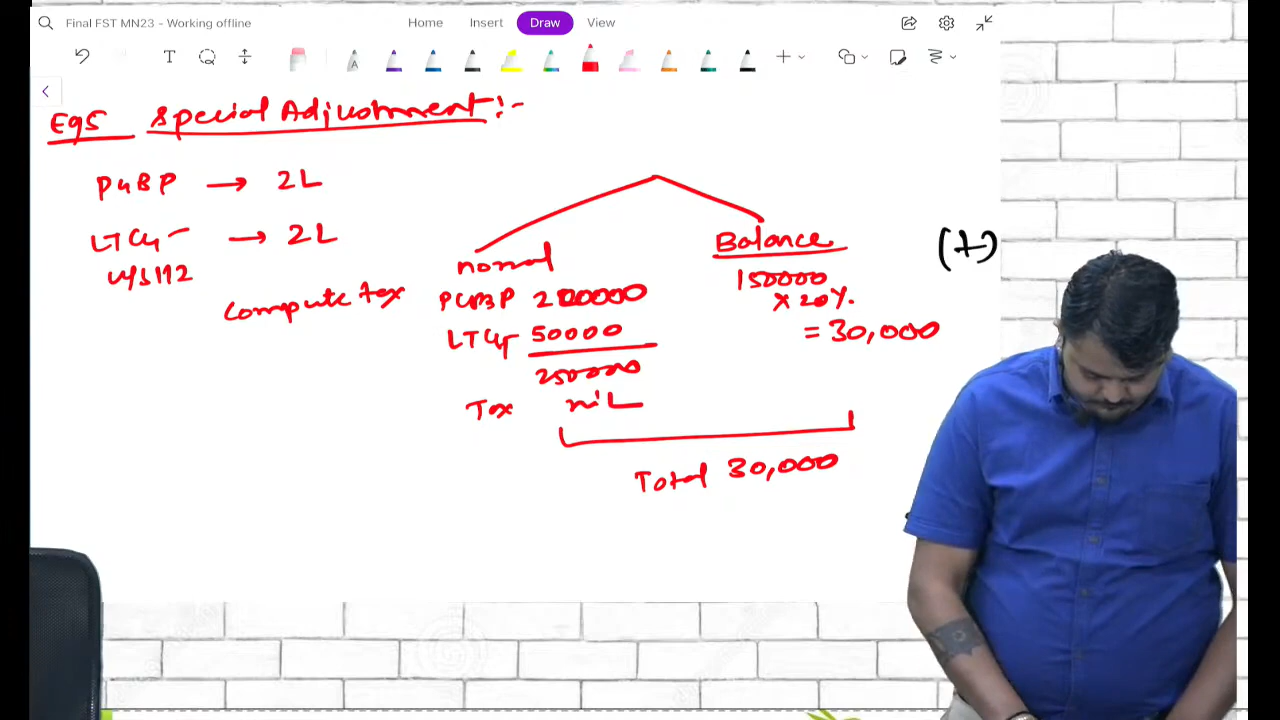 Final FST MN23 - Working offline
Home Insert Draw View
Eg5 Special Adjustment :-
PGBP → 2L
LTCG → 2L
u/s 112
Compute tax
normal
PGBP 200000
LTCG 50000
250000
Tax niL
Balance
150000
x 20%.
= 30,000
Total 30,000
(+)